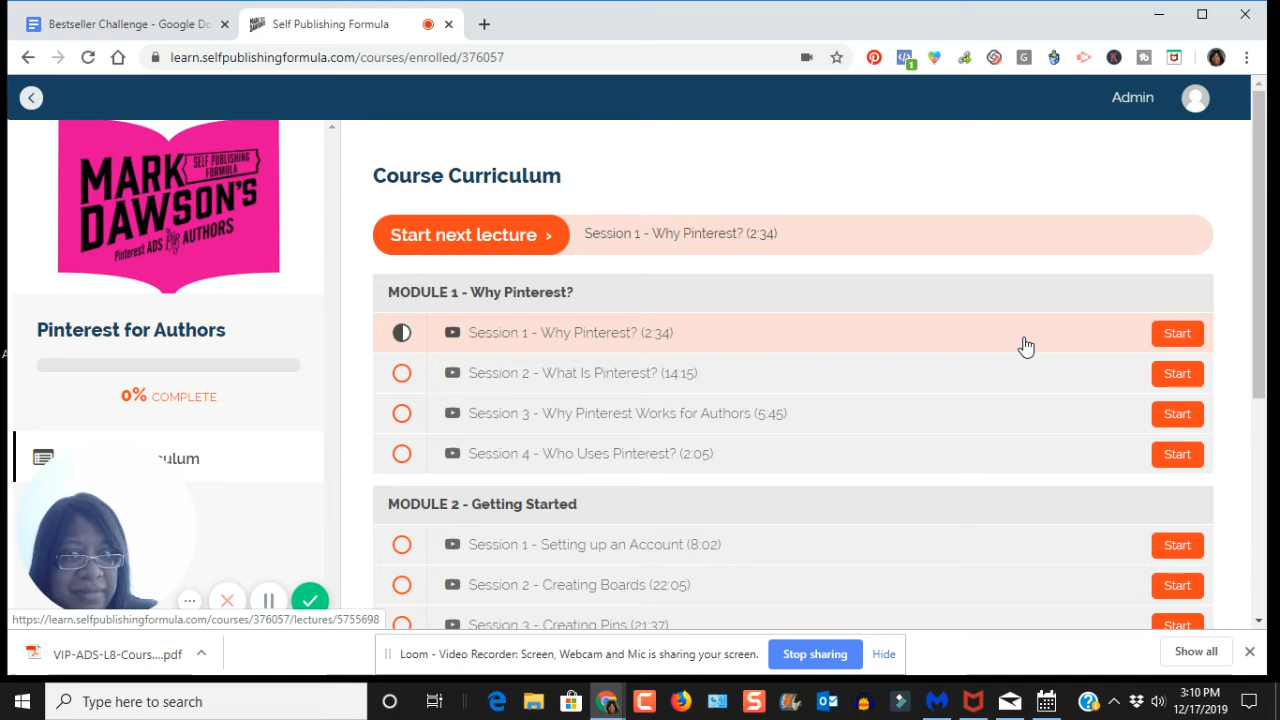 Bestseller Challenge - Google Do
Self Publishing Formula
learn.selfpublishingformula.com/courses/enrolled/376057
1
Admin
MARK
DAWSON'S
SELF PUBLISHING
FORMULA
Pinterest ADS FOR AUTHORS
Pinterest for Authors
0% COMPLETE
ulum
Course Curriculum
Start next lecture ›
Session 1 - Why Pinterest? (2:34)
MODULE 1 - Why Pinterest?
Session 1 - Why Pinterest? (2:34)
Start
Session 2 - What Is Pinterest? (14:15)
Start
Session 3 - Why Pinterest Works for Authors (5:45)
Start
Session 4 - Who Uses Pinterest? (2:05)
Start
MODULE 2 - Getting Started
Session 1 - Setting up an Account (8:02)
Start
Session 2 - Creating Boards (22:05)
Start
Session 3 - Creating Pins (21:37)
Start
https://learn.selfpublishingformula.com/courses/376057/lectures/5755698
VIP-ADS-L8-Cours....pdf
Loom - Video Recorder: Screen, Webcam and Mic is sharing your screen.
Stop sharing
Hide
Show all
Type here to search
3:10 PM
12/17/2019